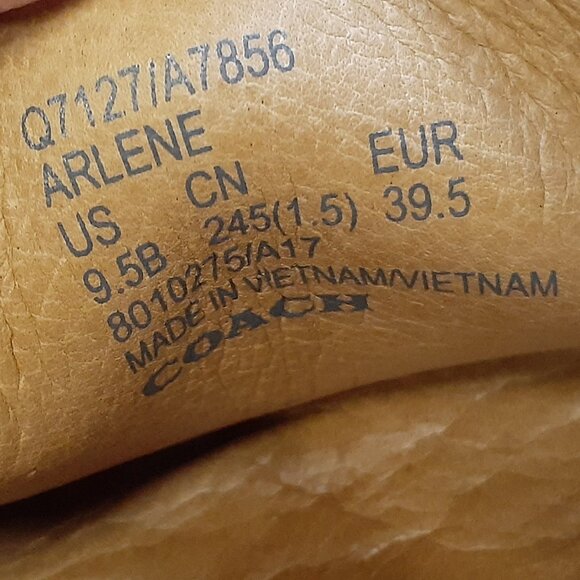 Q7127/A7856
ARLENE
US CN EUR
9.5B 245(1.5) 39.5
8010275/A17
MADE IN VIETNAM/VIETNAM
COACH